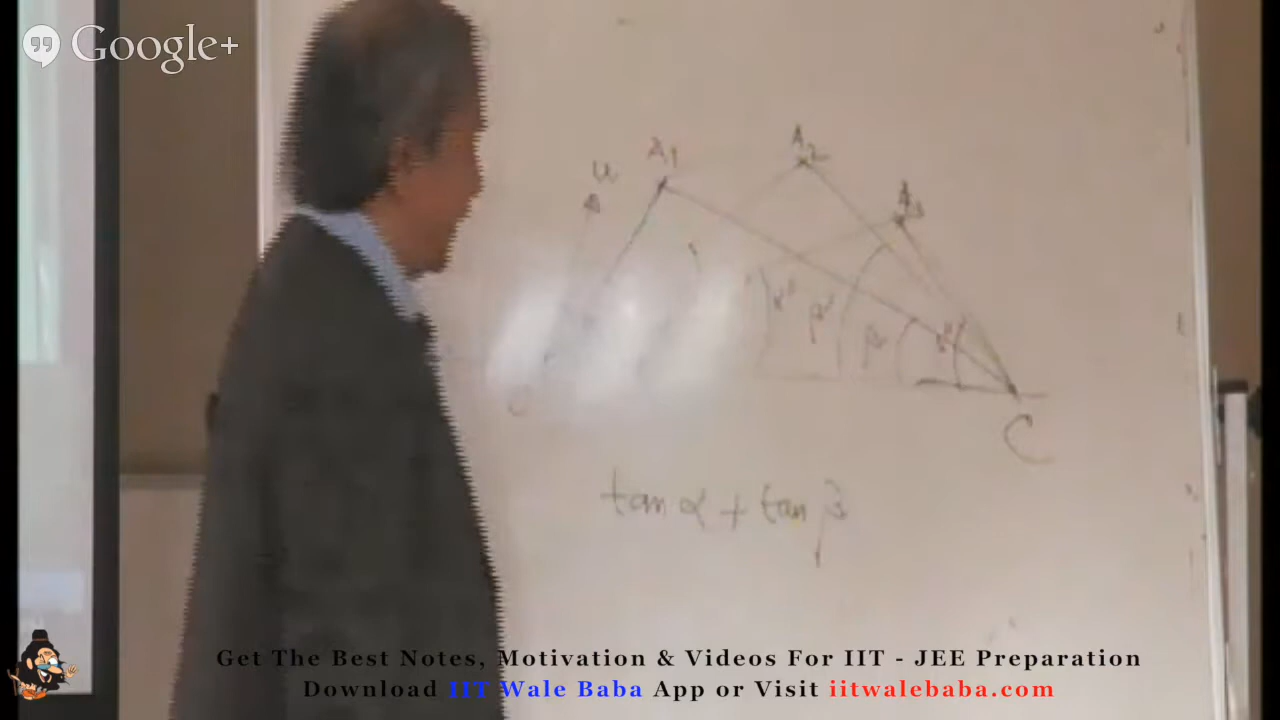 Google+
A2
A1
u
A3
α'
β'
β
C
tan α + tan β
Get The Best Notes, Motivation & Videos For IIT - JEE Preparation
Download IIT Wale Baba App or Visit iitwalebaba.com